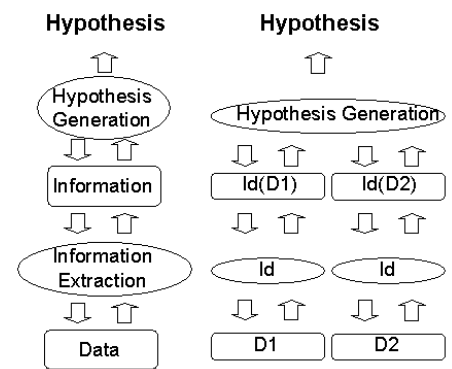 Hypothesis
Hypothesis
Generation
Information
Information
Extraction
Data
Hypothesis
Hypothesis Generation
Id(D1) Id(D2)
Id Id
D1 D2